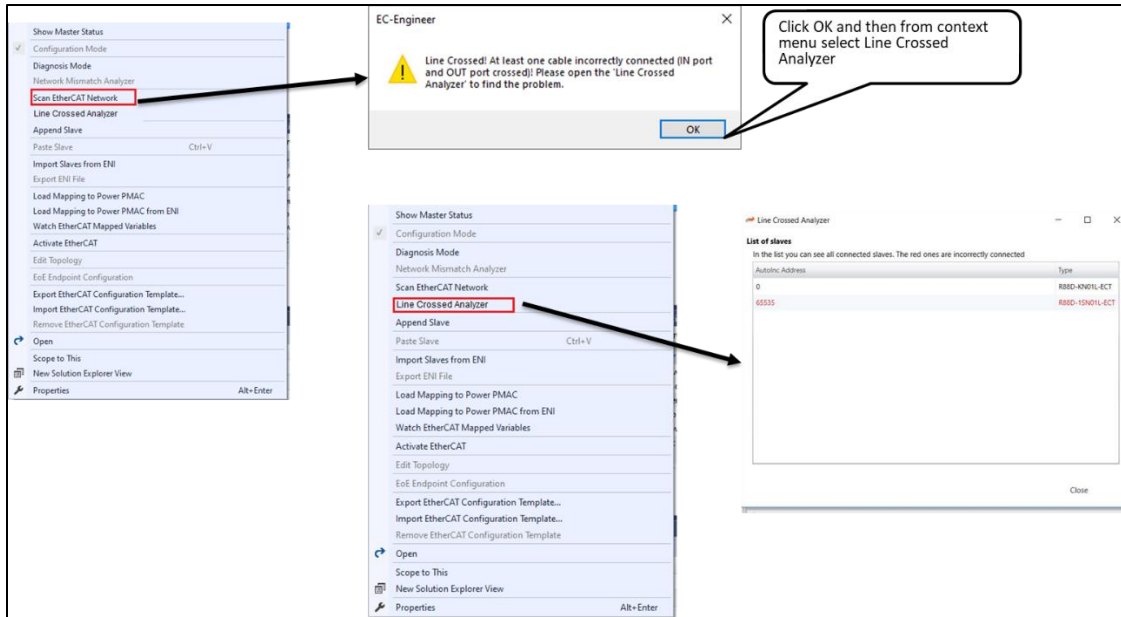 Show Master Status
Configuration Mode
Diagnosis Mode
Network Mismatch Analyzer
Scan EtherCAT Network
Line Crossed Analyzer
Append Slave
Paste Slave Ctrl+V
Import Slaves from ENI
Export ENI File
Load Mapping to Power PMAC
Load Mapping to Power PMAC from ENI
Watch EtherCAT Mapped Variables
Activate EtherCAT
Edit Topology
EoE Endpoint Configuration
Export EtherCAT Configuration Template...
Import EtherCAT Configuration Template...
Remove EtherCAT Configuration Template
Open
Scope to This
New Solution Explorer View
Properties Alt+Enter
EC-Engineer
Line Crossed! At least one cable incorrectly connected (IN port
and OUT port crossed)! Please open the 'Line Crossed
Analyzer' to find the problem.
OK
Click OK and then from context
menu select Line Crossed
Analyzer
Show Master Status
Configuration Mode
Diagnosis Mode
Network Mismatch Analyzer
Scan EtherCAT Network
Line Crossed Analyzer
Append Slave
Paste Slave Ctrl+V
Import Slaves from ENI
Export ENI File
Load Mapping to Power PMAC
Load Mapping to Power PMAC from ENI
Watch EtherCAT Mapped Variables
Activate EtherCAT
Edit Topology
EoE Endpoint Configuration
Export EtherCAT Configuration Template...
Import EtherCAT Configuration Template...
Remove EtherCAT Configuration Template
Open
Scope to This
New Solution Explorer View
Properties Alt+Enter
Line Crossed Analyzer
List of slaves
In the list you can see all connected slaves. The red ones are incorrectly connected
AutoInc Address Type
0 R88D-KN01L-ECT
65535 R88D-1SN01L-ECT
Close